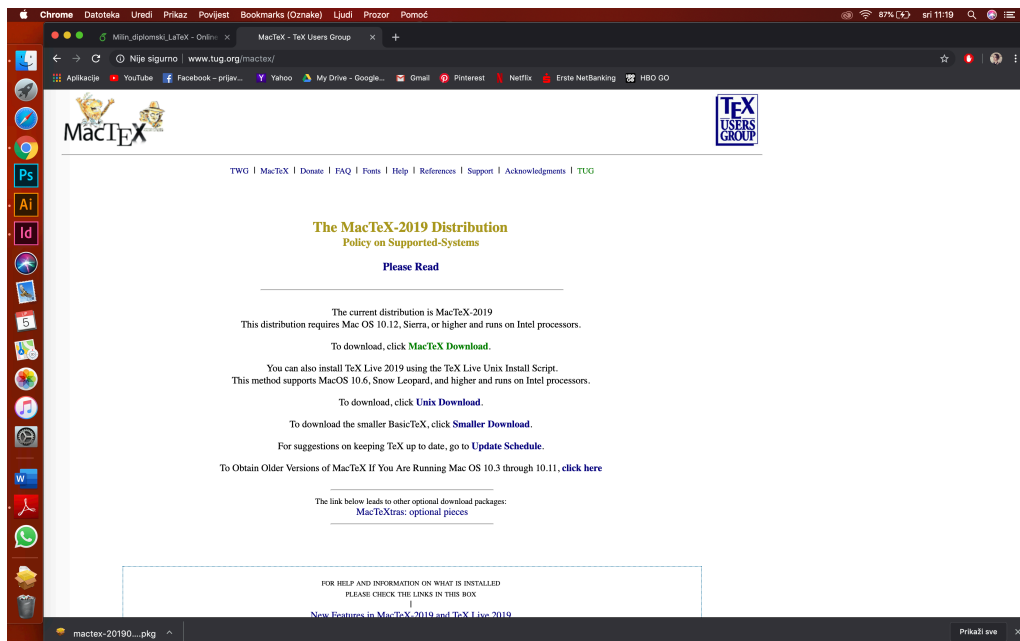 Chrome Datoteka Uredi Prikaz Povijest Bookmarks (Oznake) Ljudi Prozor Pomoć 87% sri 11:19
Milin_diplomski_LaTeX - Online
MacTeX - TeX Users Group
Nije sigurno | www.tug.org/mactex/
Aplikacije YouTube Facebook – prijav... Yahoo My Drive - Google... Gmail Pinterest Netflix Erste NetBanking HBO GO
MacTEX
TEX
USERS
GROUP
TWG | MacTeX | Donate | FAQ | Fonts | Help | References | Support | Acknowledgments | TUG
The MacTeX-2019 Distribution
Policy on Supported-Systems
Please Read
The current distribution is MacTeX-2019
This distribution requires Mac OS 10.12, Sierra, or higher and runs on Intel processors.
To download, click MacTeX Download.
You can also install TeX Live 2019 using the TeX Live Unix Install Script.
This method supports MacOS 10.6, Snow Leopard, and higher and runs on Intel processors.
To download, click Unix Download.
To download the smaller BasicTeX, click Smaller Download.
For suggestions on keeping TeX up to date, go to Update Schedule.
To Obtain Older Versions of MacTeX If You Are Running Mac OS 10.3 through 10.11, click here
The link below leads to other optional download packages:
MacTeXtras: optional pieces
FOR HELP AND INFORMATION ON WHAT IS INSTALLED
PLEASE CHECK THE LINKS IN THIS BOX
|
New Features in MacTeX-2019 and TeX Live 2019
Ps
Ai
Id
5
W
mactex-20190....pkg
Prikaži sve